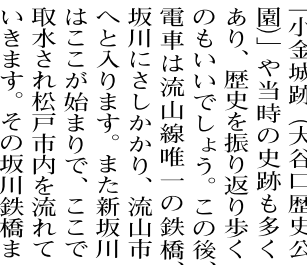 「小金城跡（大谷口歴史公
園）」や当時の史跡も多く
あり、歴史を振り返り歩く
のもいいでしょう。この後、
電車は流山線唯一の鉄橋、
坂川にさしかかり、流山市
へと入ります。また新坂川
はここが始まりで、ここで
取水され松戸市内を流れて
いきます。その坂川鉄橋ま